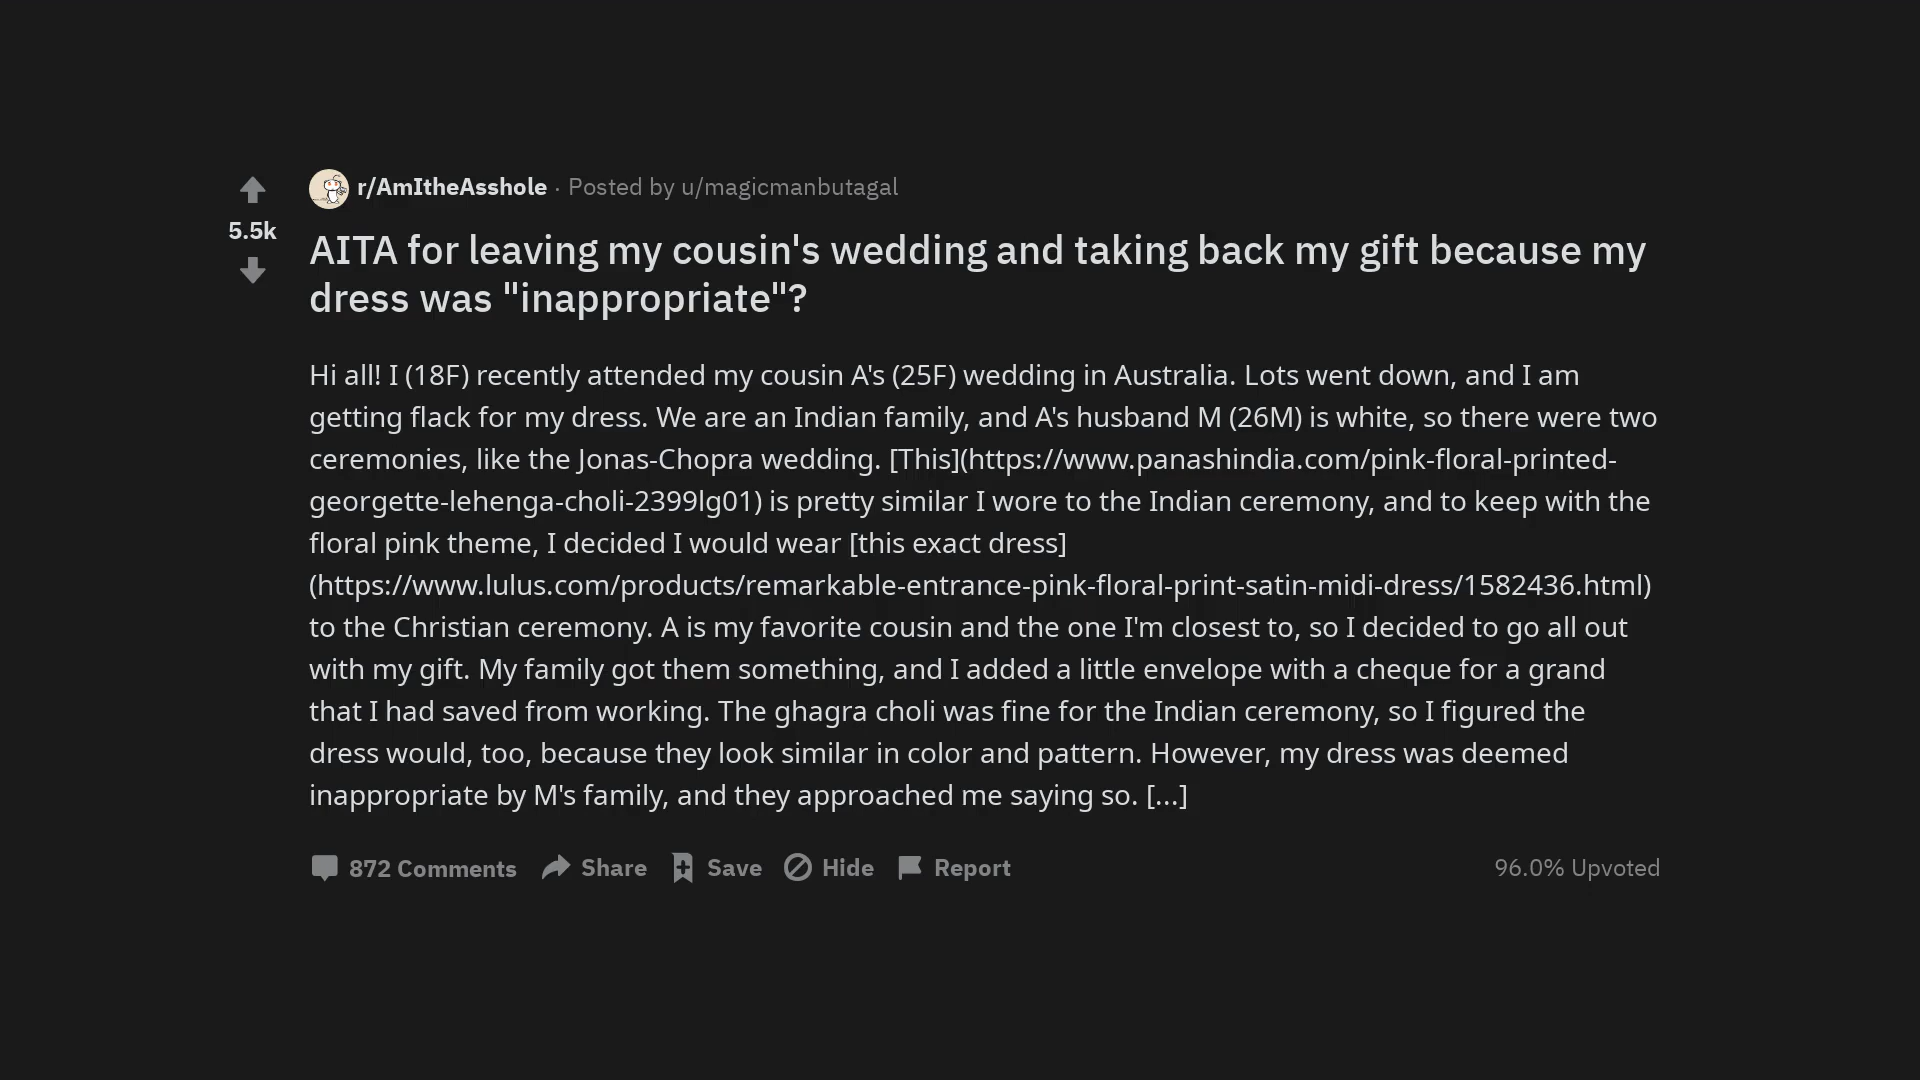 r/AmItheAsshole · Posted by u/magicmanbutagal
5.5k
AITA for leaving my cousin's wedding and taking back my gift because my
dress was "inappropriate"?
Hi all! I (18F) recently attended my cousin A's (25F) wedding in Australia. Lots went down, and I am
getting flack for my dress. We are an Indian family, and A's husband M (26M) is white, so there were two
ceremonies, like the Jonas-Chopra wedding. [This](https://www.panashindia.com/pink-floral-printed-
georgette-lehenga-choli-2399lg01) is pretty similar I wore to the Indian ceremony, and to keep with the
floral pink theme, I decided I would wear [this exact dress]
(https://www.lulus.com/products/remarkable-entrance-pink-floral-print-satin-midi-dress/1582436.html)
to the Christian ceremony. A is my favorite cousin and the one I'm closest to, so I decided to go all out
with my gift. My family got them something, and I added a little envelope with a cheque for a grand
that I had saved from working. The ghagra choli was fine for the Indian ceremony, so I figured the
dress would, too, because they look similar in color and pattern. However, my dress was deemed
inappropriate by M's family, and they approached me saying so. [...]
872 Comments Share Save Hide Report 96.0% Upvoted